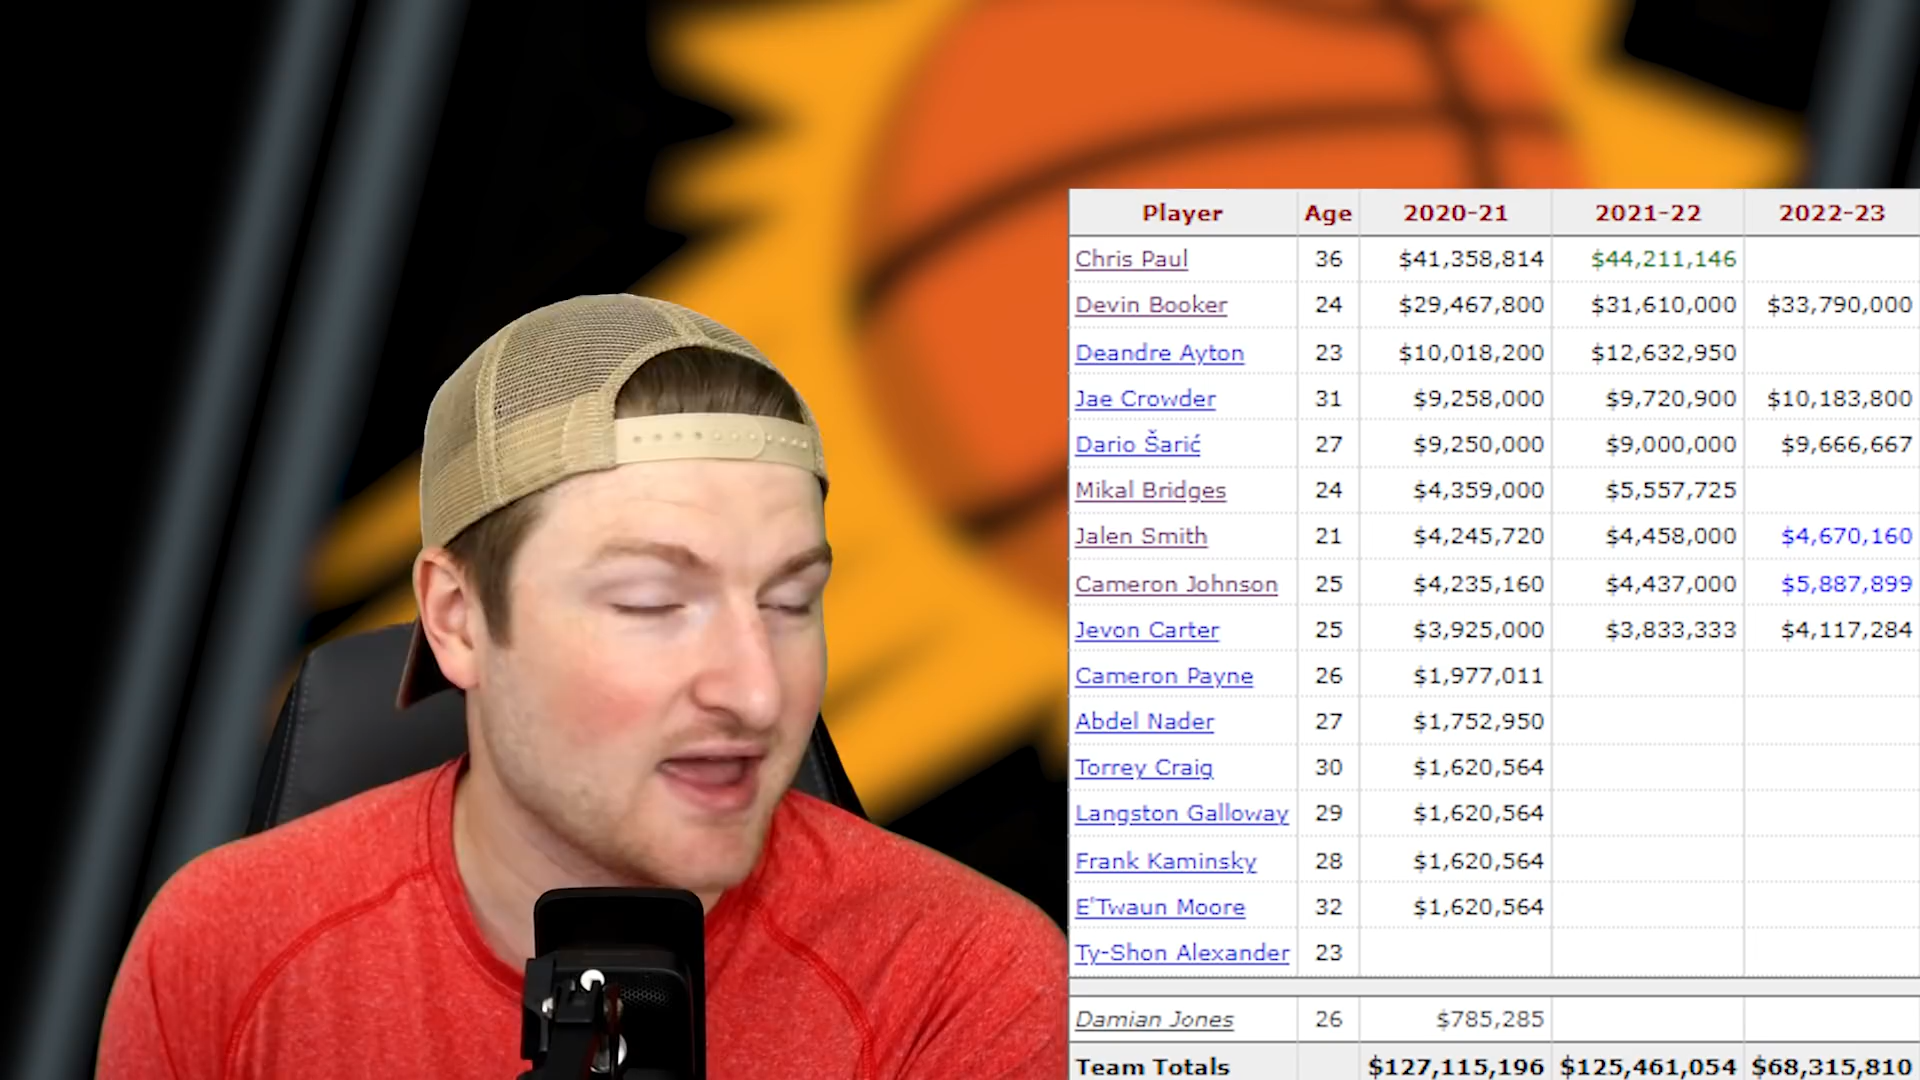 Player Age 2020-21 2021-22 2022-23
Chris Paul 36 $41,358,814 $44,211,146
Devin Booker 24 $29,467,800 $31,610,000 $33,790,000
Deandre Ayton 23 $10,018,200 $12,632,950
Jae Crowder 31 $9,258,000 $9,720,900 $10,183,800
Dario Šarić 27 $9,250,000 $9,000,000 $9,666,667
Mikal Bridges 24 $4,359,000 $5,557,725
Jalen Smith 21 $4,245,720 $4,458,000 $4,670,160
Cameron Johnson 25 $4,235,160 $4,437,000 $5,887,899
Jevon Carter 25 $3,925,000 $3,833,333 $4,117,284
Cameron Payne 26 $1,977,011
Abdel Nader 27 $1,752,950
Torrey Craig 30 $1,620,564
Langston Galloway 29 $1,620,564
Frank Kaminsky 28 $1,620,564
E'Twaun Moore 32 $1,620,564
Ty-Shon Alexander 23
Damian Jones 26 $785,285
Team Totals $127,115,196 $125,461,054 $68,315,810